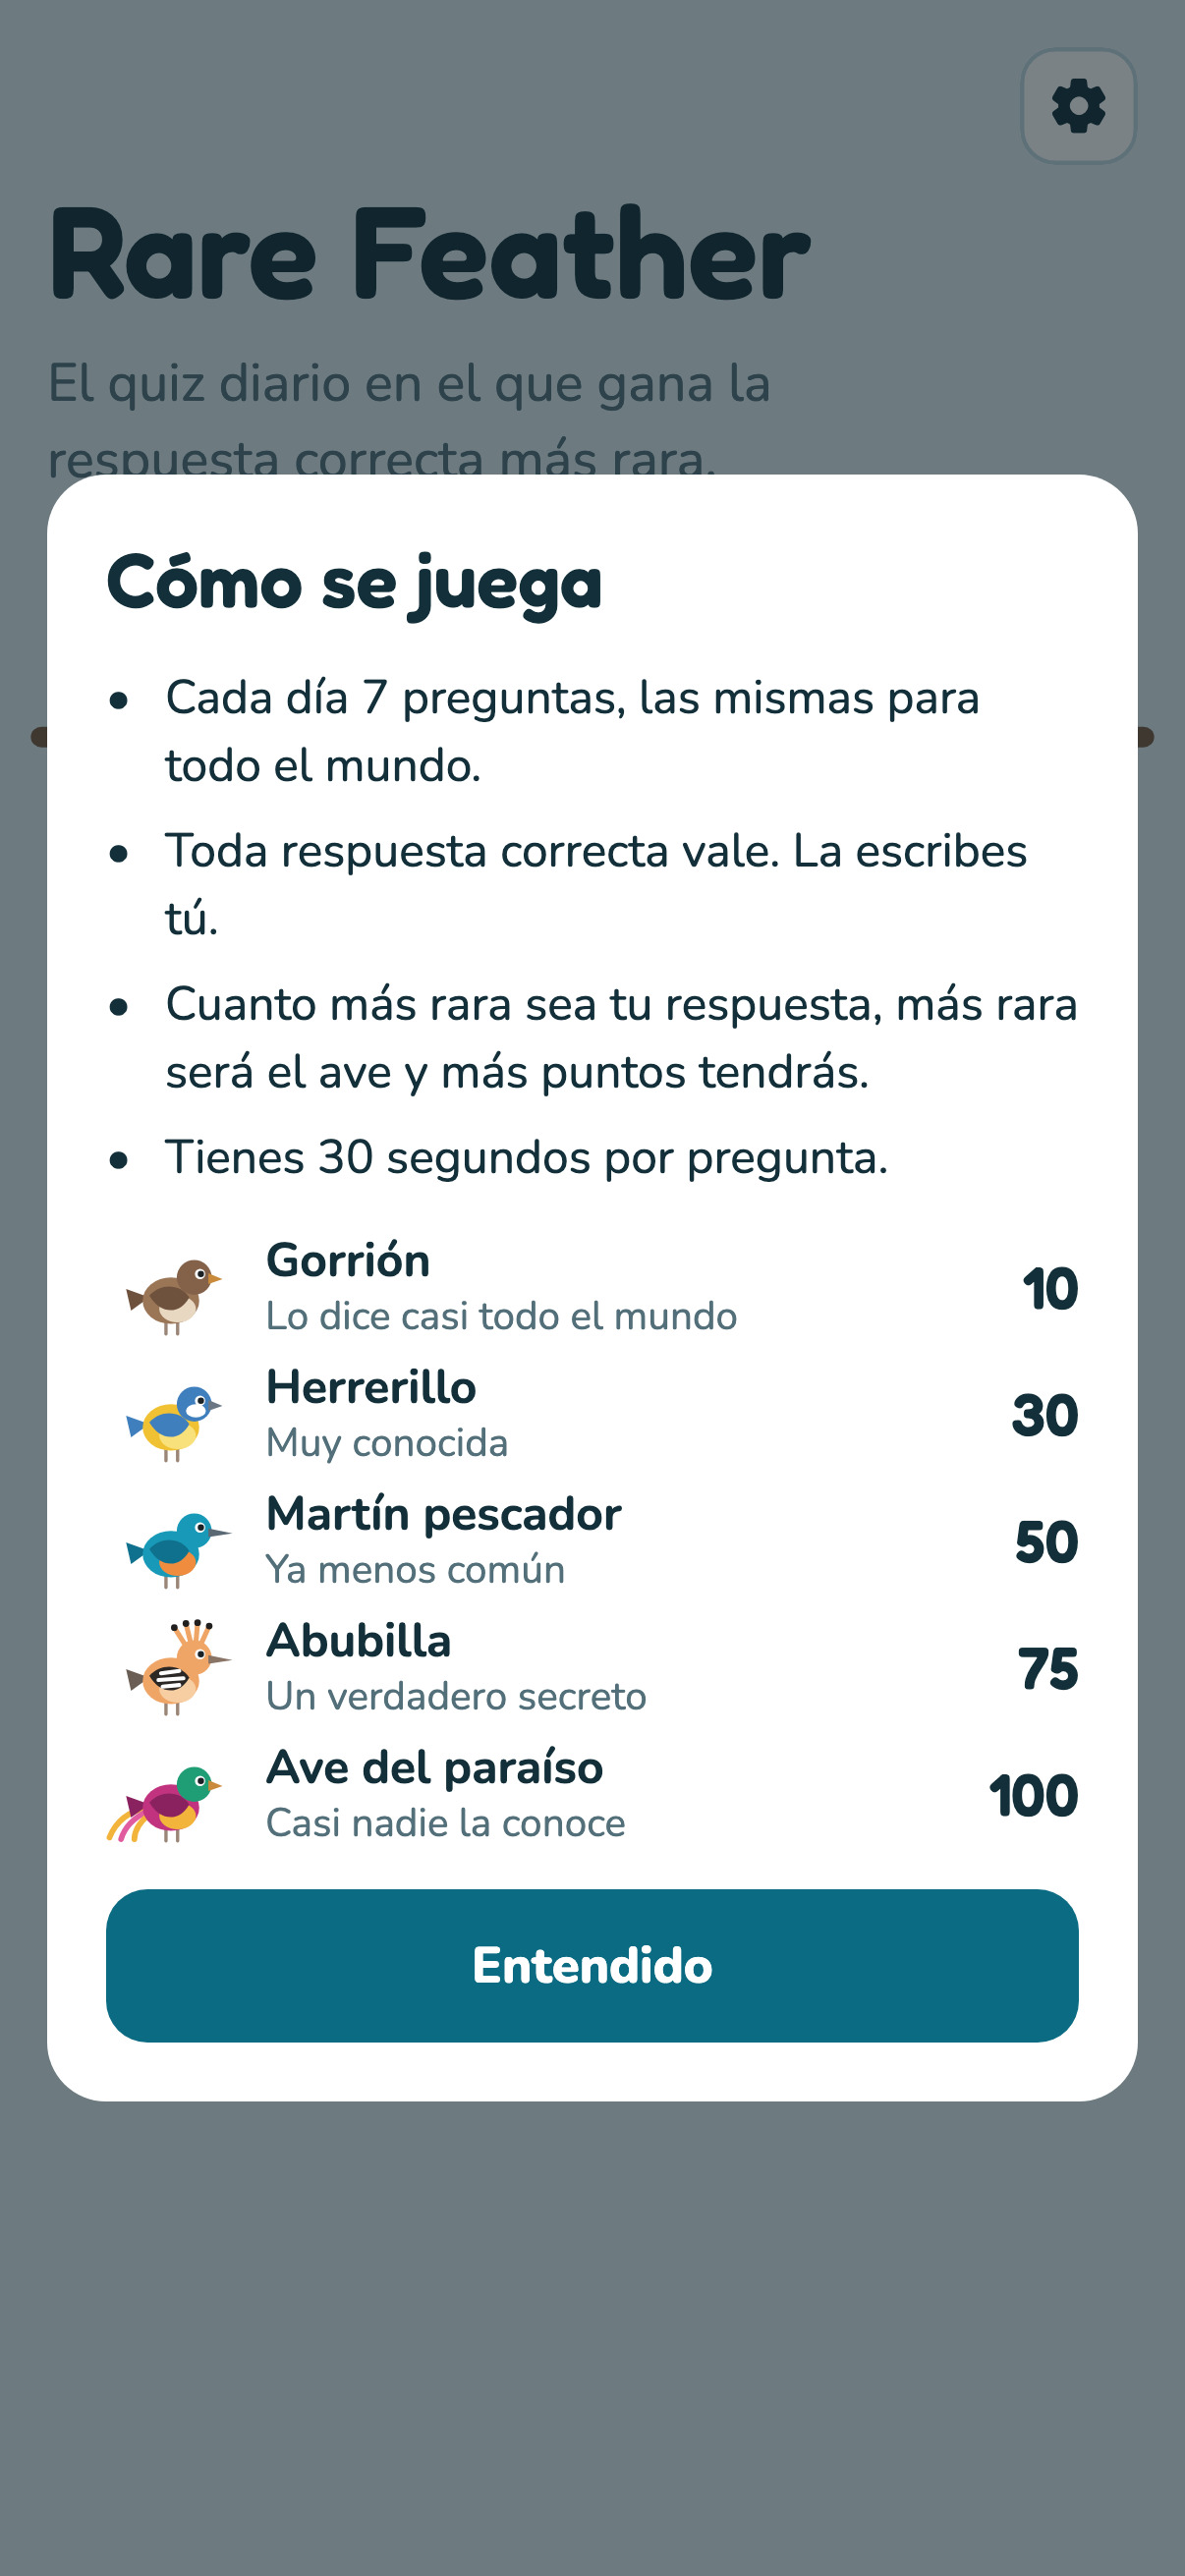 Rare Feather
El quiz diario en el que gana la
respuesta correcta más rara.
Cómo se juega
• Cada día 7 preguntas, las mismas para
todo el mundo.
• Toda respuesta correcta vale. La escribes
tú.
• Cuanto más rara sea tu respuesta, más rara
será el ave y más puntos tendrás.
• Tienes 30 segundos por pregunta.
Gorrión
Lo dice casi todo el mundo
10
Herrerillo
Muy conocida
30
Martín pescador
Ya menos común
50
Abubilla
Un verdadero secreto
75
Ave del paraíso
Casi nadie la conoce
100
Entendido